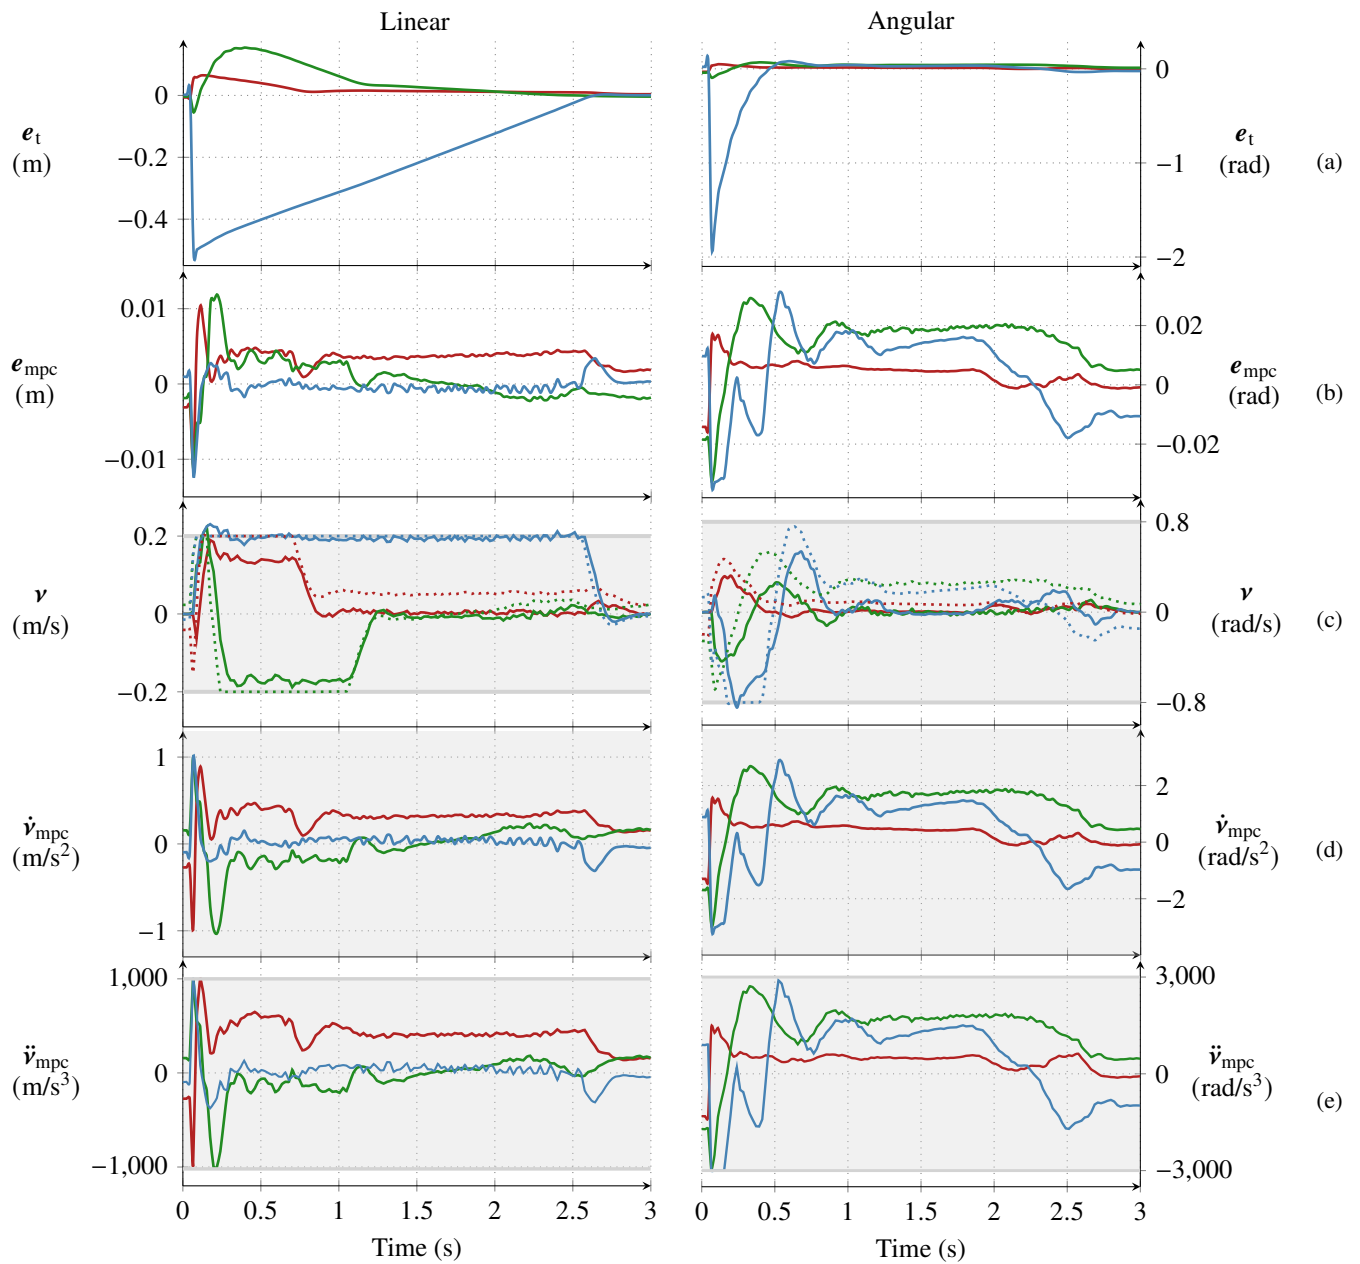 Linear Angular
0
−0.2
−0.4
e_t
(m)
0
−1
−2
e_t
(rad)
(a)
0.01
0
−0.01
e_mpc
(m)
0.02
0
−0.02
e_mpc
(rad)
(b)
0.2
0
−0.2
ν
(m/s)
0.8
0
−0.8
ν
(rad/s)
(c)
1
0
−1
ν̇_mpc
(m/s²)
2
0
−2
ν̇_mpc
(rad/s²)
(d)
1,000
0
−1,000
ν̈_mpc
(m/s³)
3,000
0
−3,000
ν̈_mpc
(rad/s³)
(e)
0 0.5 1 1.5 2 2.5 3 0 0.5 1 1.5 2 2.5 3
Time (s) Time (s)